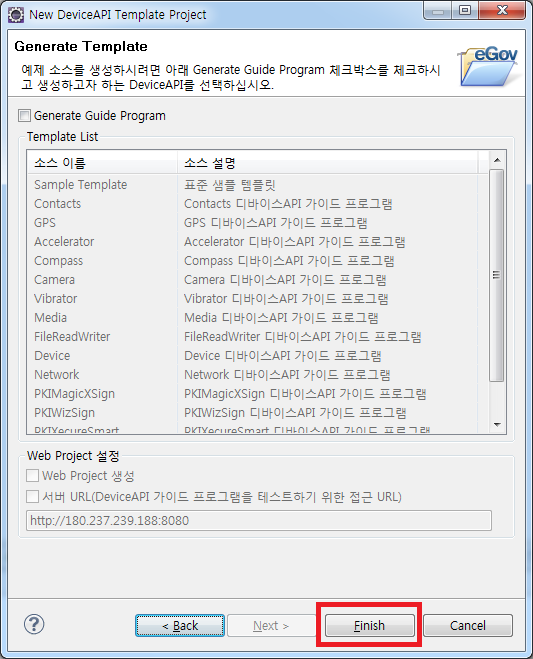 New DeviceAPI Template Project
Generate Template
예제 소스를 생성하시려면 아래 Generate Guide Program 체크박스를 체크하시
고 생성하고자 하는 DeviceAPI를 선택하십시오.
eGov
Generate Guide Program
Template List
소스 이름 소스 설명
Sample Template 표준 샘플 템플릿
Contacts Contacts 디바이스API 가이드 프로그램
GPS GPS 디바이스API 가이드 프로그램
Accelerator Accelerator 디바이스API 가이드 프로그램
Compass Compass 디바이스API 가이드 프로그램
Camera Camera 디바이스API 가이드 프로그램
Vibrator Vibrator 디바이스API 가이드 프로그램
Media Media 디바이스API 가이드 프로그램
FileReadWriter FileReadWriter 디바이스API 가이드 프로그램
Device Device 디바이스API 가이드 프로그램
Network Network 디바이스API 가이드 프로그램
PKIMagicXSign PKIMagicXSign 디바이스API 가이드 프로그램
PKIWizSign PKIWizSign 디바이스API 가이드 프로그램
PKIXecureSmart PKIXecureSmart 디바이스API 가이드 프로그램
Web Project 설정
Web Project 생성
서버 URL(DeviceAPI 가이드 프로그램을 테스트하기 위한 접근 URL)
http://180.237.239.188:8080
? < Back Next > Finish Cancel